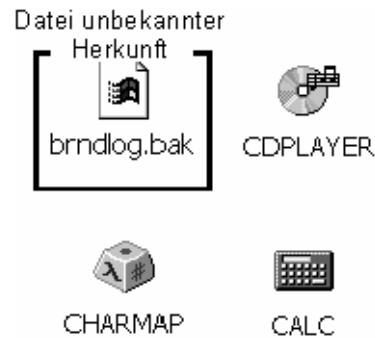 Datei unbekannter
Herkunft
brndlog.bak
CDPLAYER
CHARMAP
CALC